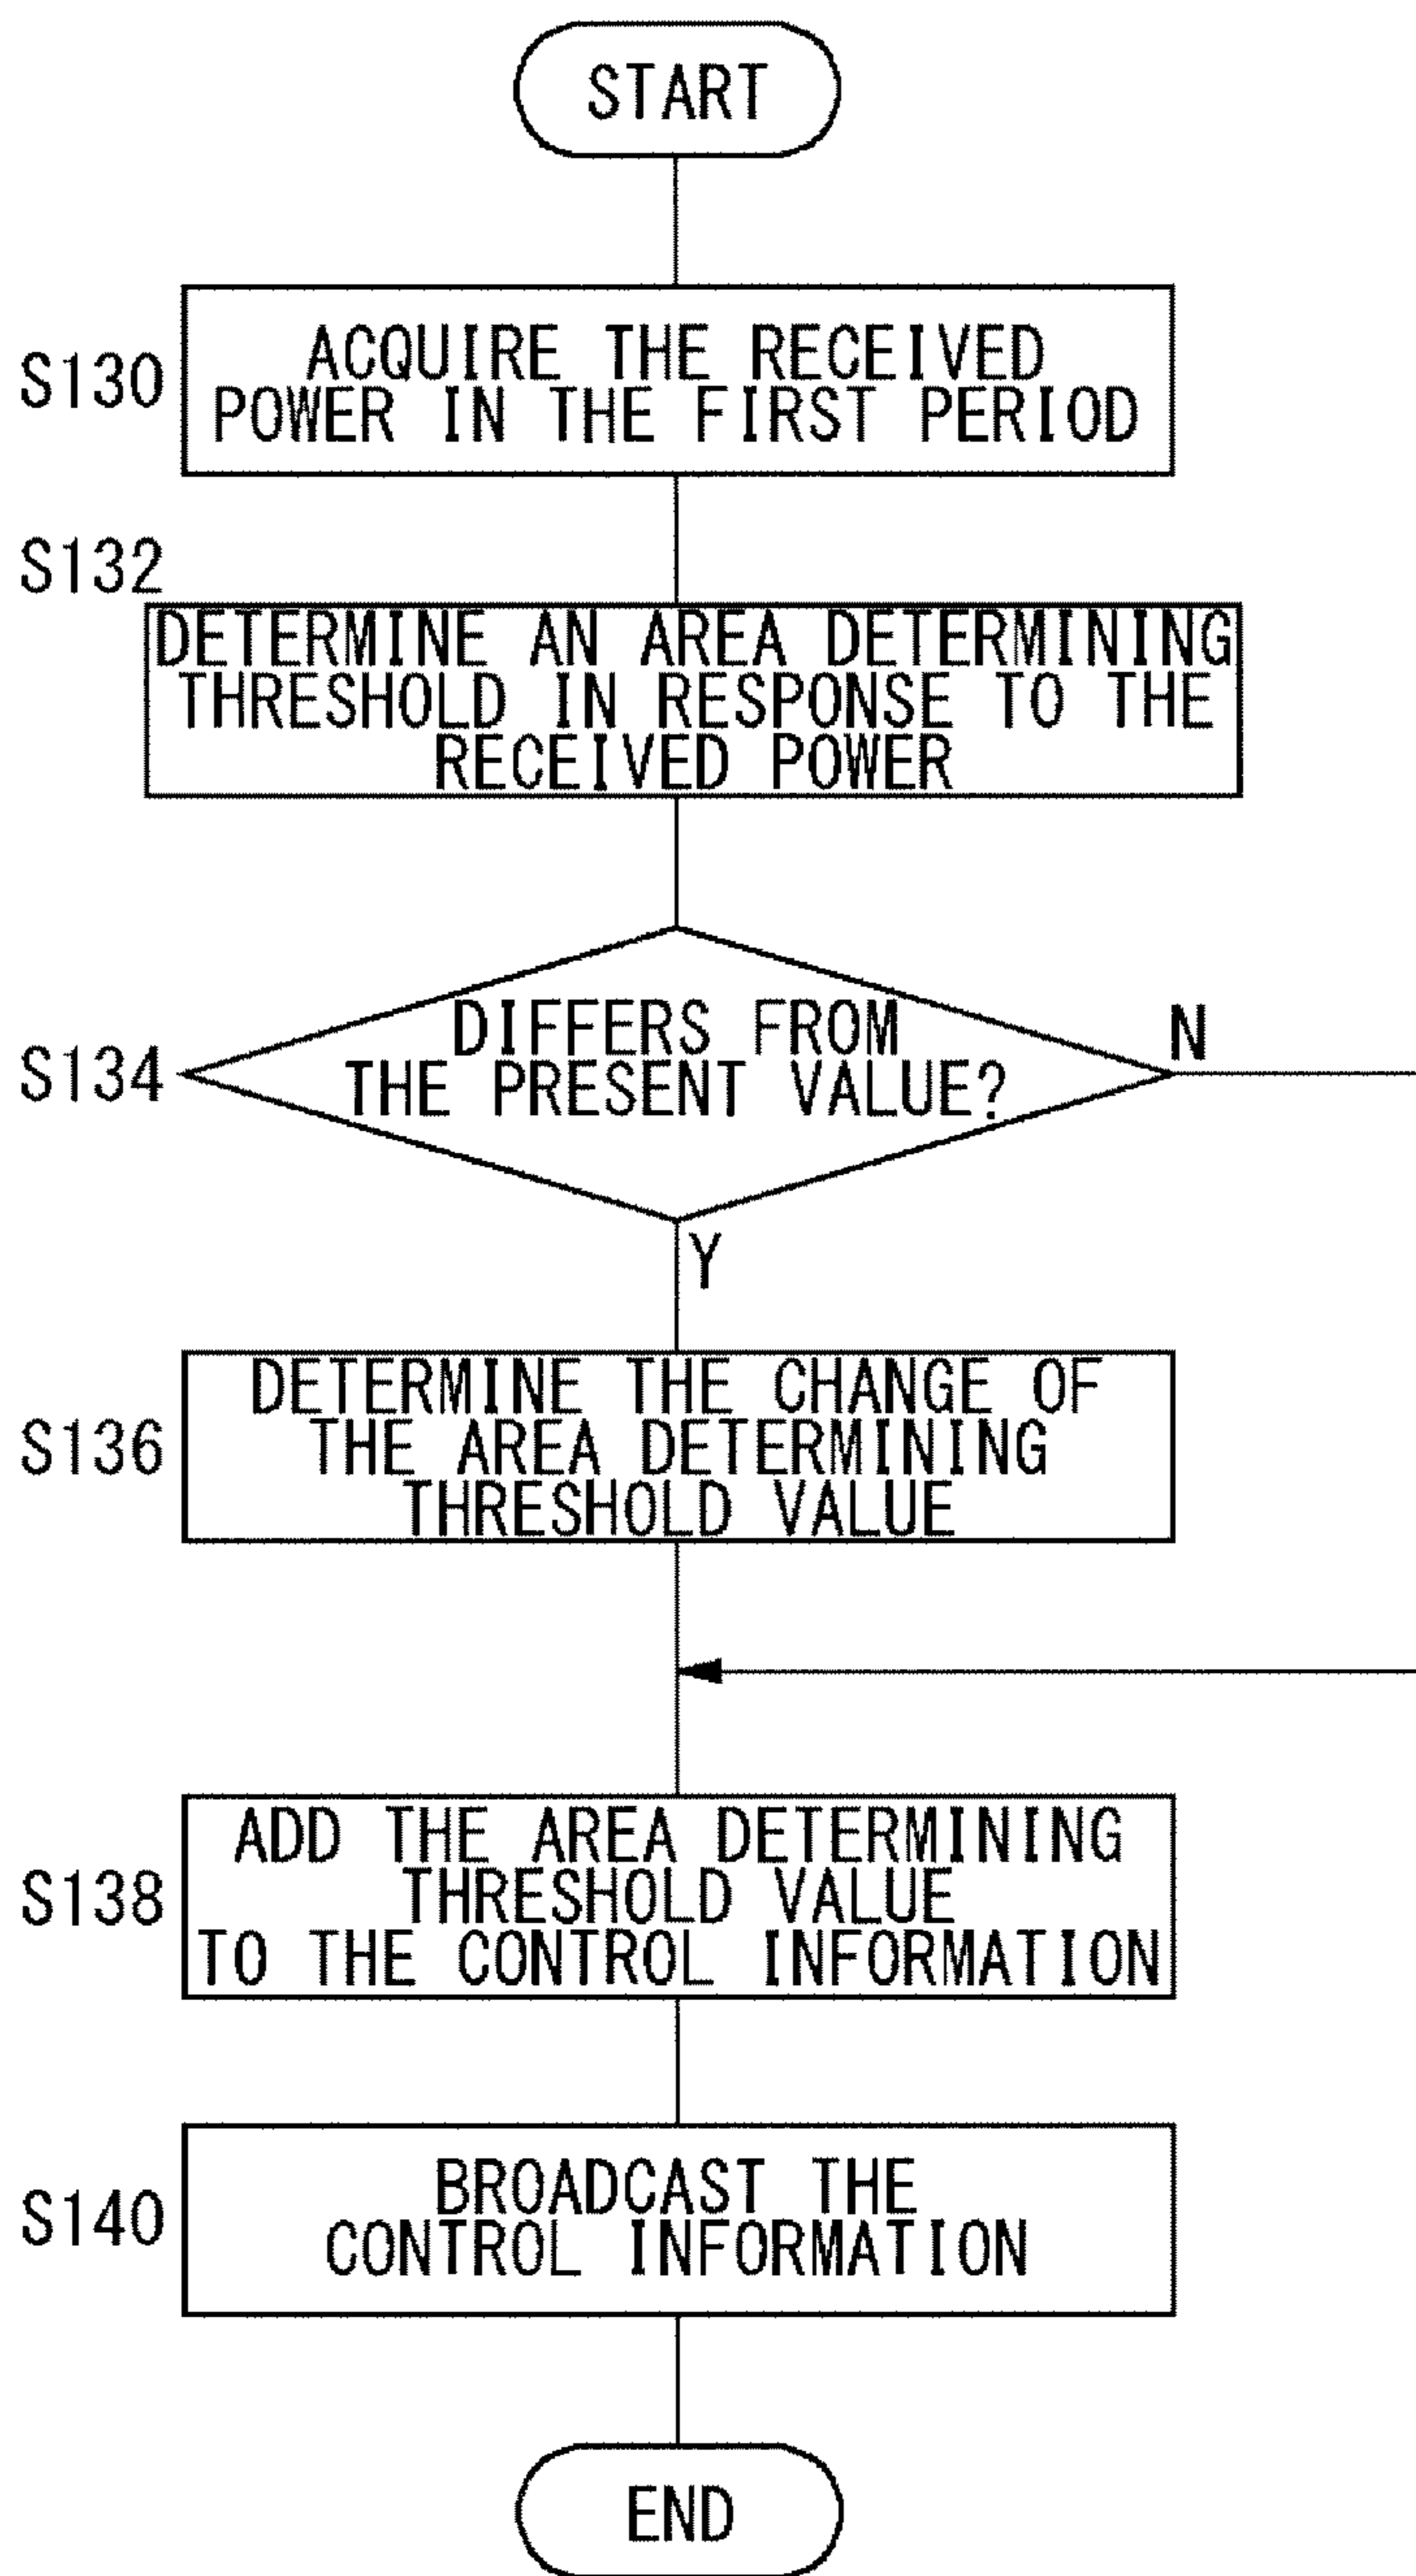 START
S130
ACQUIRE THE RECEIVED
POWER IN THE FIRST PERIOD
S132
DETERMINE AN AREA DETERMINING
THRESHOLD IN RESPONSE TO THE
RECEIVED POWER
S134
DIFFERS FROM
THE PRESENT VALUE?
N
Y
S136
DETERMINE THE CHANGE OF
THE AREA DETERMINING
THRESHOLD VALUE
S138
ADD THE AREA DETERMINING
THRESHOLD VALUE
TO THE CONTROL INFORMATION
S140
BROADCAST THE
CONTROL INFORMATION
END